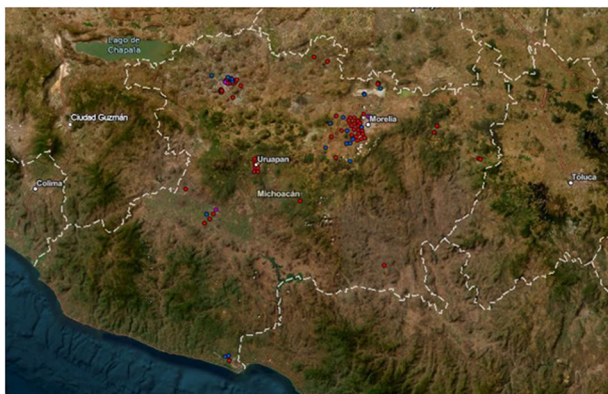 Lago de
Chapala
Ciudad Guzmán
Morelia
Uruapan
Toluca
Colima
Michoacán